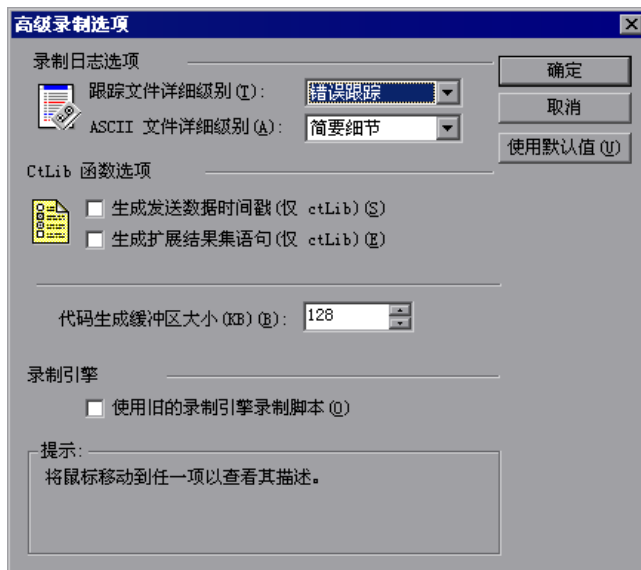 高级录制选项
录制日志选项
跟踪文件详细级别(T): 错误跟踪
ASCII 文件详细级别(A): 简要细节
确定
取消
使用默认值(U)
CtLib 函数选项
生成发送数据时间戳(仅 ctLib)(S)
生成扩展结果集语句(仅 ctLib)(E)
代码生成缓冲区大小(KB)(B): 128
录制引擎
使用旧的录制引擎录制脚本(O)
提示:
将鼠标移动到任一项以查看其描述。